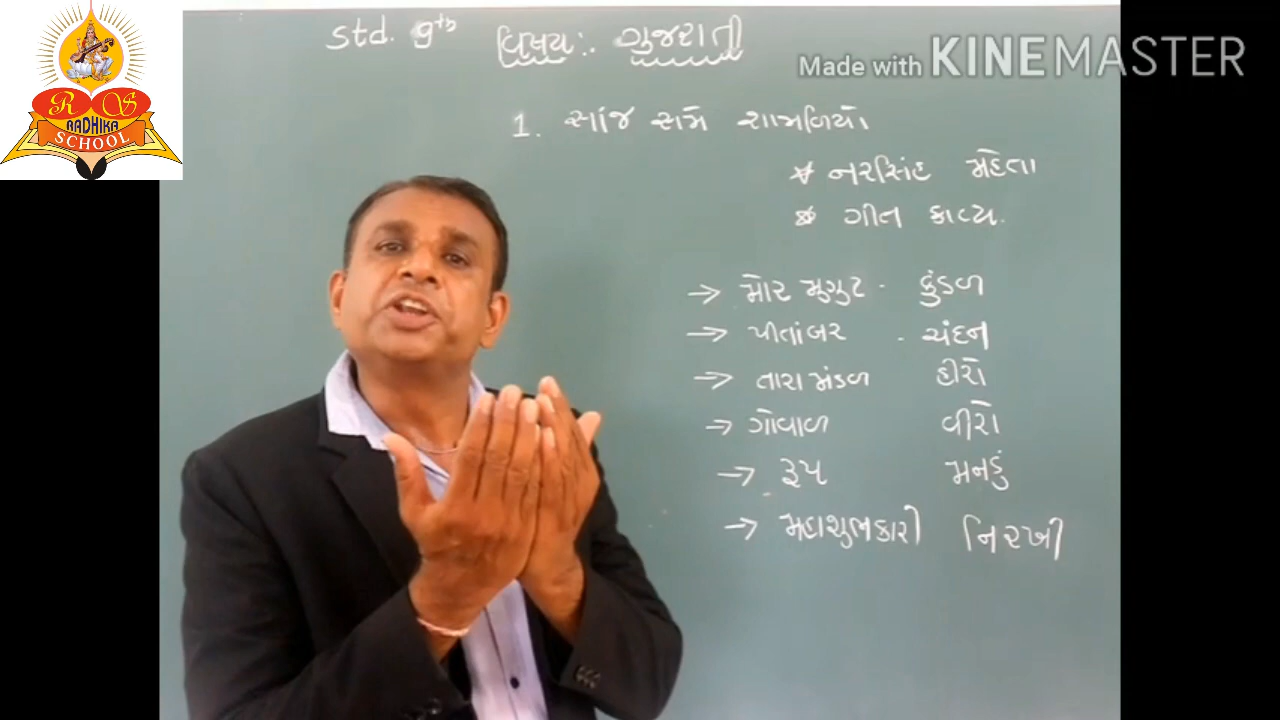 R S
RADHIKA
SCHOOL
Made with KINEMASTER
std. 9th વિષય:. ગુજરાતી
1. સાંજ સમે શામળિયો
* નરસિંહ મહેતા
* ગીત કાવ્ય.
→ મોર મુગુટ - કુંડળ
→ પીતાંબર - ચંદન
→ તારા મંડળ હીરો
→ ગોવાળ વીરો
→ રૂપ મનડું
→ મહાશુભકારી નિરખી